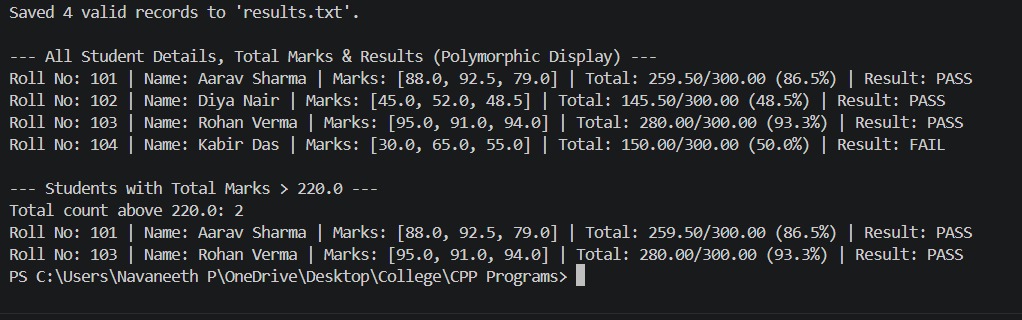 Saved 4 valid records to 'results.txt'.
--- All Student Details, Total Marks & Results (Polymorphic Display) ---
Roll No: 101 | Name: Aarav Sharma | Marks: [88.0, 92.5, 79.0] | Total: 259.50/300.00 (86.5%) | Result: PASS
Roll No: 102 | Name: Diya Nair | Marks: [45.0, 52.0, 48.5] | Total: 145.50/300.00 (48.5%) | Result: PASS
Roll No: 103 | Name: Rohan Verma | Marks: [95.0, 91.0, 94.0] | Total: 280.00/300.00 (93.3%) | Result: PASS
Roll No: 104 | Name: Kabir Das | Marks: [30.0, 65.0, 55.0] | Total: 150.00/300.00 (50.0%) | Result: FAIL
--- Students with Total Marks > 220.0 ---
Total count above 220.0: 2
Roll No: 101 | Name: Aarav Sharma | Marks: [88.0, 92.5, 79.0] | Total: 259.50/300.00 (86.5%) | Result: PASS
Roll No: 103 | Name: Rohan Verma | Marks: [95.0, 91.0, 94.0] | Total: 280.00/300.00 (93.3%) | Result: PASS
PS C:\Users\Navaneeth P\OneDrive\Desktop\College\CPP Programs>